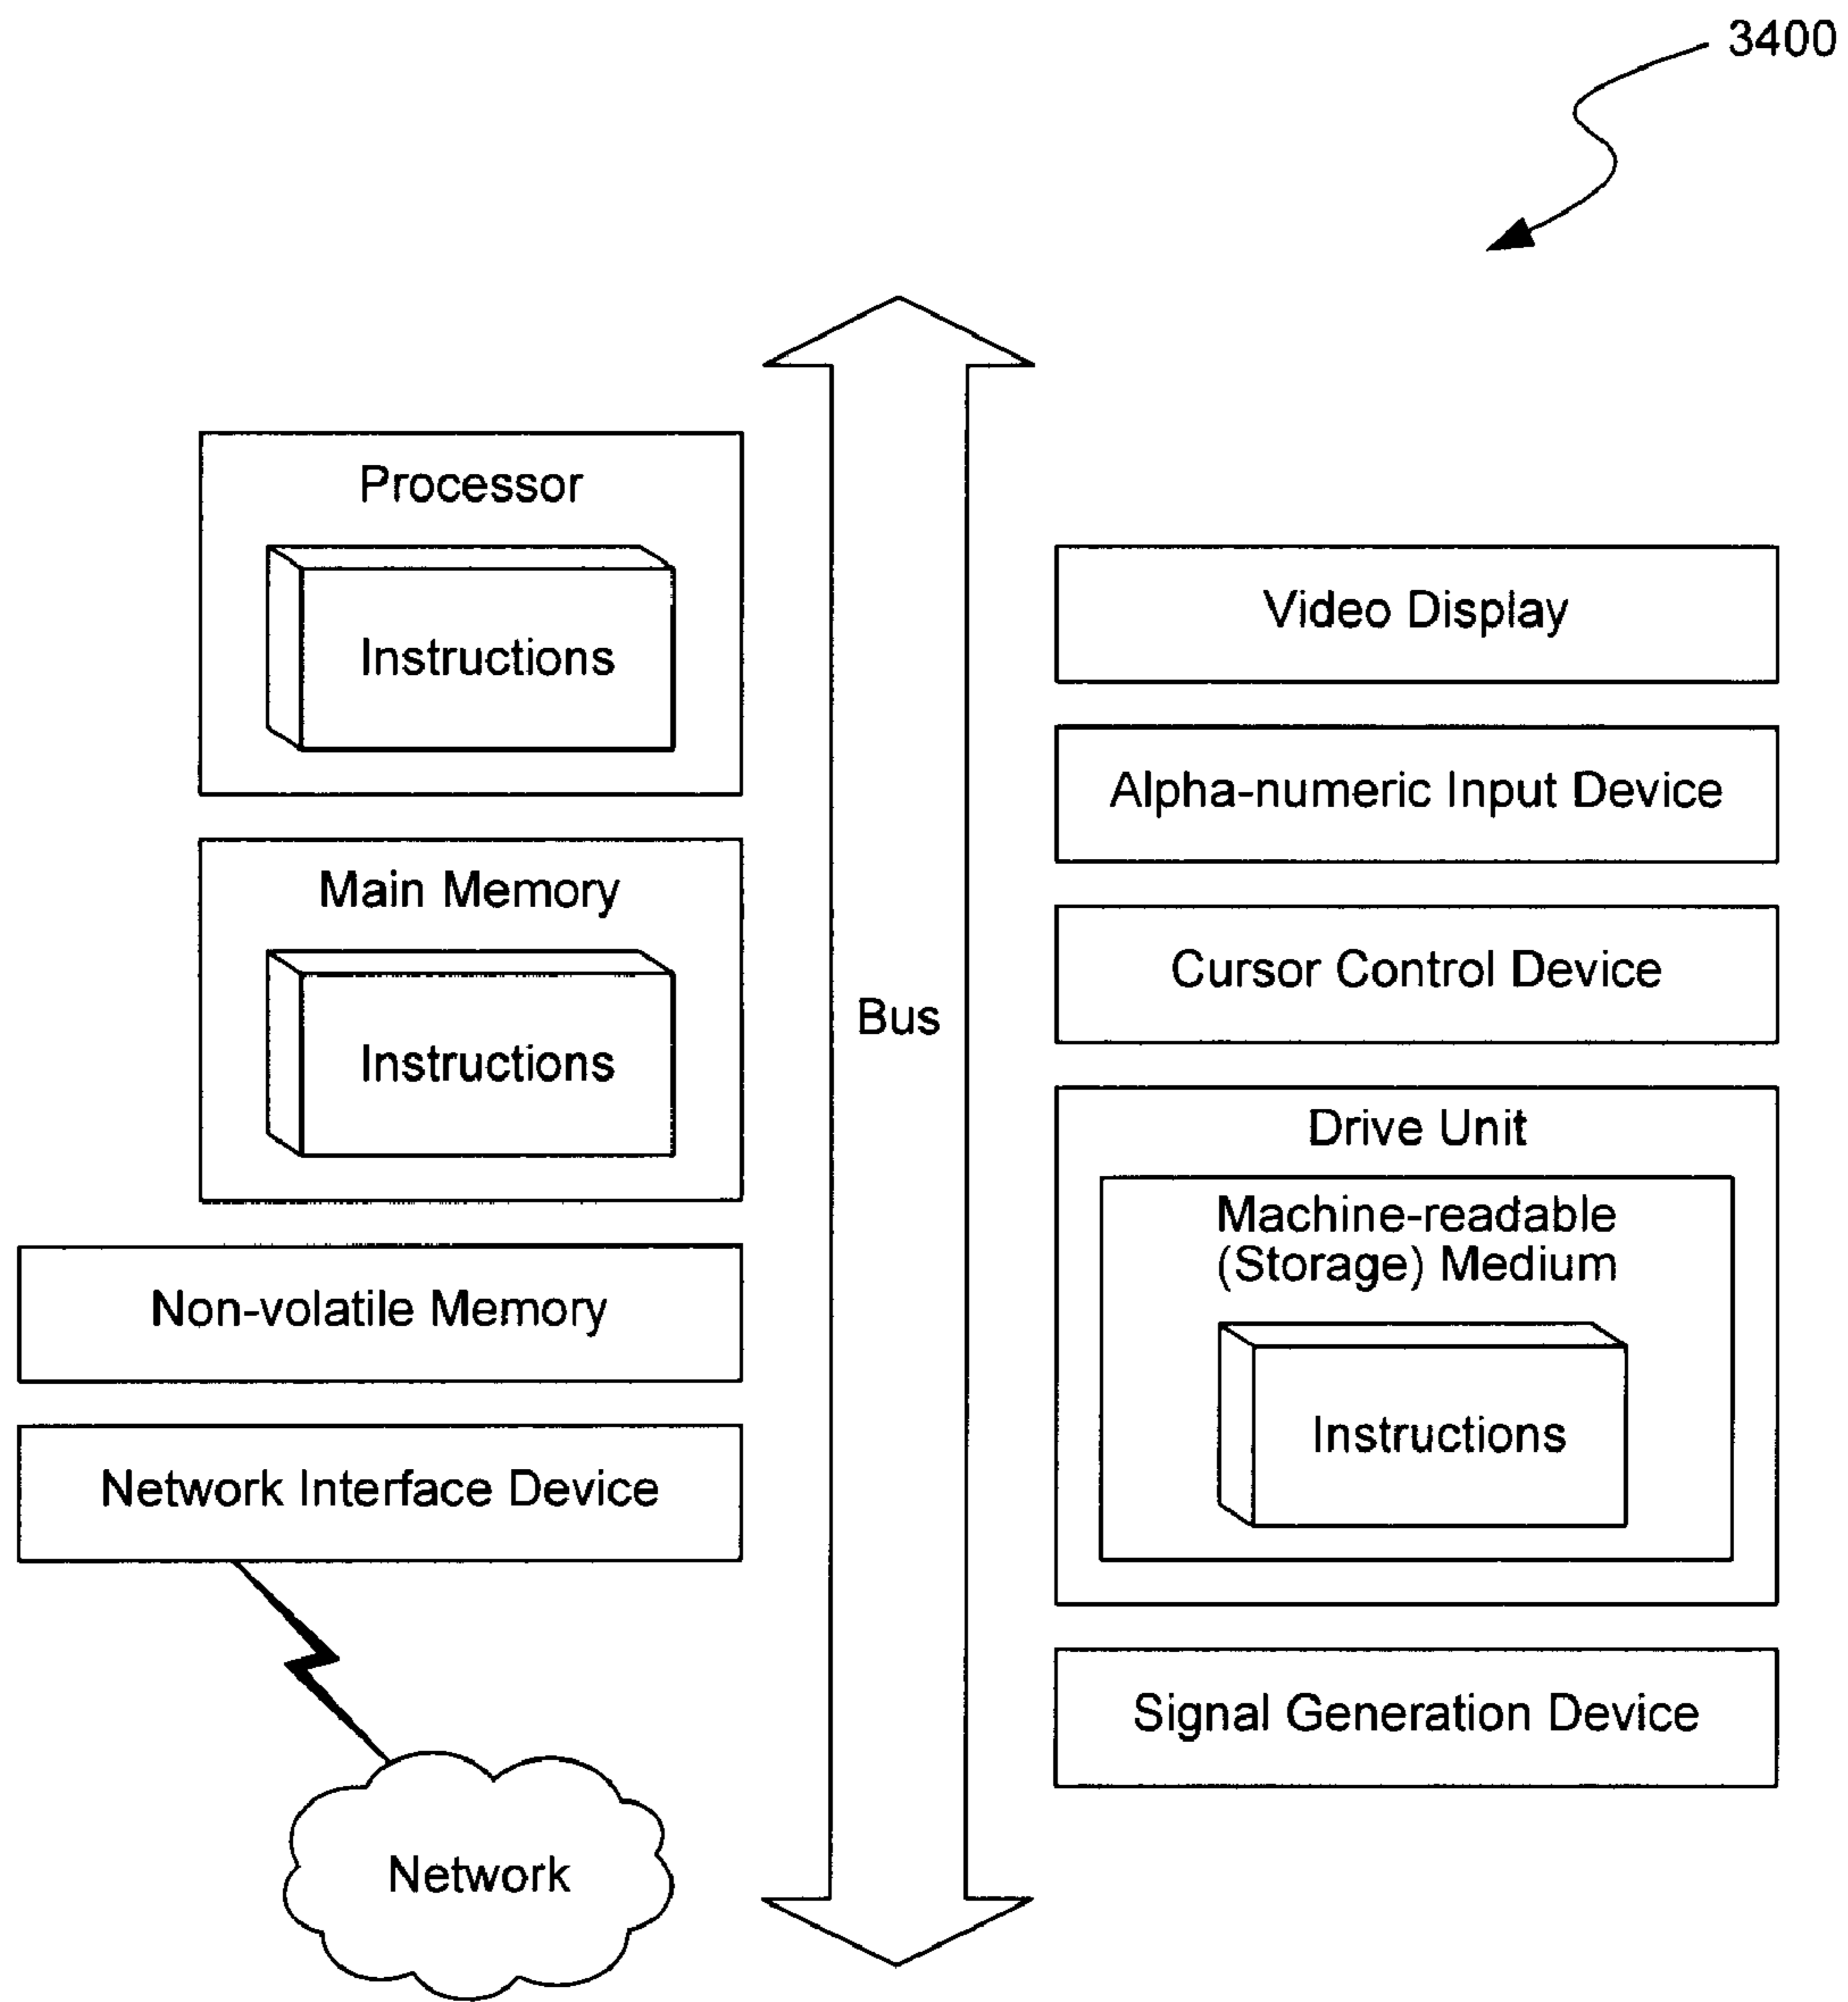 3400
Processor
Instructions
Main Memory
Instructions
Non-volatile Memory
Network Interface Device
Network
Bus
Video Display
Alpha-numeric Input Device
Cursor Control Device
Drive Unit
Machine-readable
(Storage) Medium
Instructions
Signal Generation Device